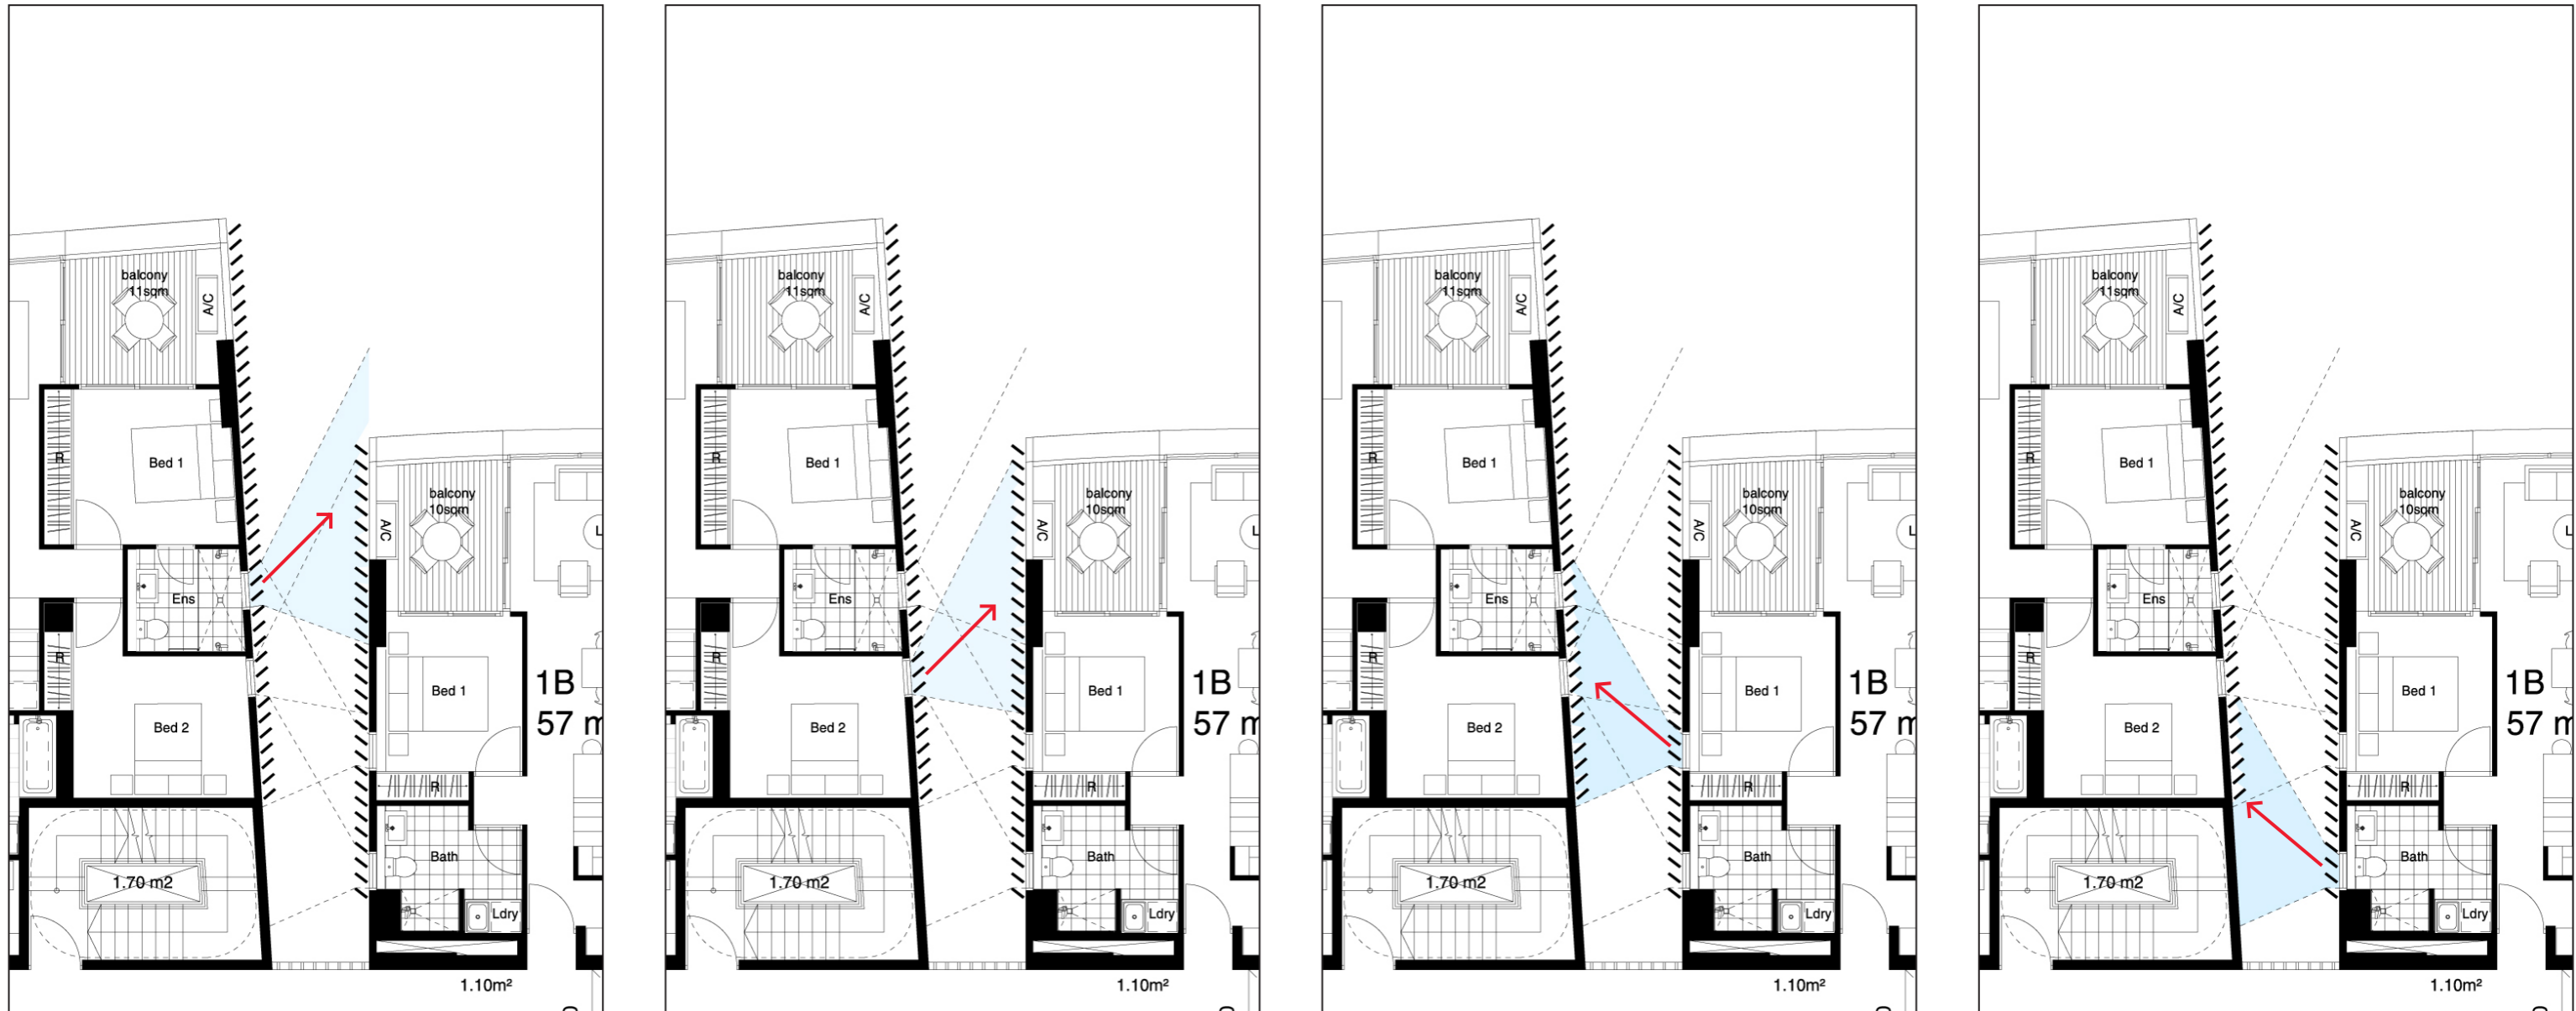 balcony
11sqm
A/C
R
Bed 1
balcony
10sqm
A/C
L
Ens
R
Bed 1
1B
57 m
Bed 2
R
Bath
1.70 m2
Ldry
1.10m²
balcony
11sqm
A/C
R
Bed 1
balcony
10sqm
A/C
L
Ens
R
Bed 1
1B
57 m
Bed 2
R
Bath
1.70 m2
Ldry
1.10m²
balcony
11sqm
A/C
R
Bed 1
balcony
10sqm
A/C
L
Ens
R
Bed 1
1B
57 m
Bed 2
R
Bath
1.70 m2
Ldry
1.10m²
balcony
11sqm
A/C
R
Bed 1
balcony
10sqm
A/C
L
Ens
R
Bed 1
1B
57 m
Bed 2
R
Bath
1.70 m2
Ldry
1.10m²